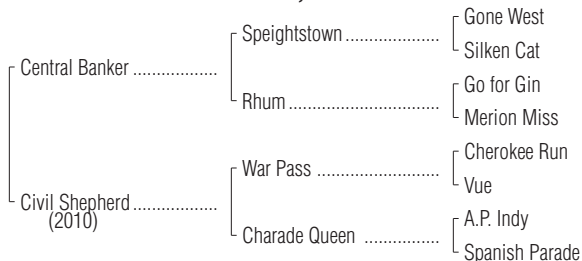 Gone West
Speightstown ....................
Silken Cat
Central Banker .................
Go for Gin
Rhum................................
Merion Miss
Cherokee Run
War Pass .........................
Vue
Civil Shepherd .................
(2010)
A.P. Indy
Charade Queen ...............
Spanish Parade